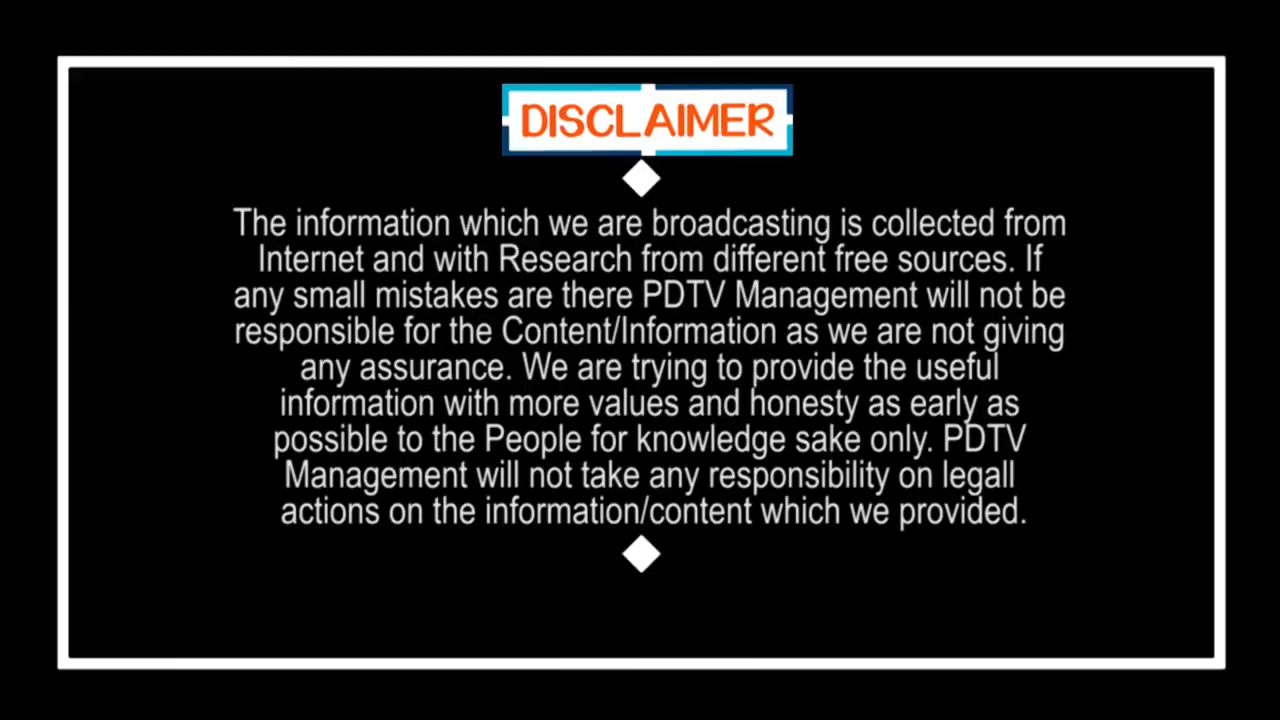 DISCLAIMER
The information which we are broadcasting is collected from
Internet and with Research from different free sources. If
any small mistakes are there PDTV Management will not be
responsible for the Content/Information as we are not giving
any assurance. We are trying to provide the useful
information with more values and honesty as early as
possible to the People for knowledge sake only. PDTV
Management will not take any responsibility on legall
actions on the information/content which we provided.